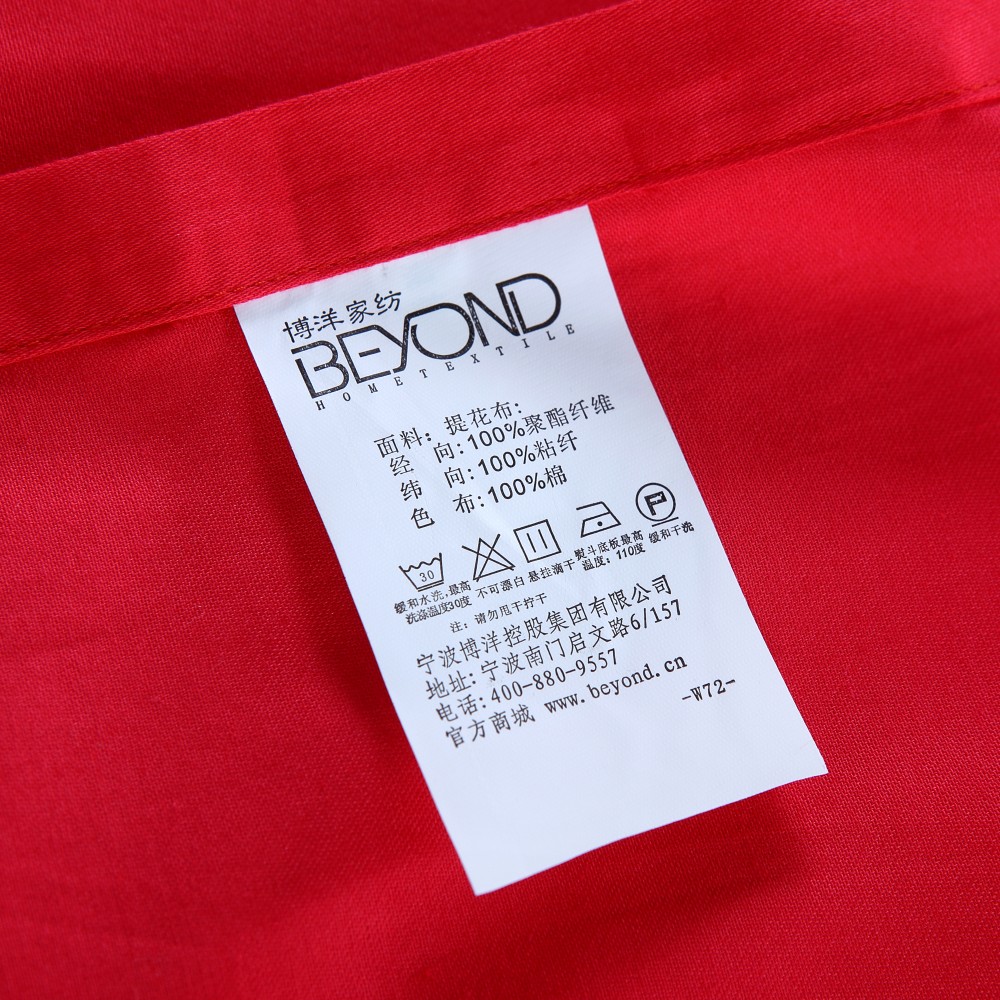 博洋家纺
BEYOND
HOMETEXTILE
面料：提花布：
经 向：100%聚酯纤维
纬 向：100%粘纤
色 布：100%棉
30
P
缓和水洗，最高洗涤温度30度
不可漂白
悬挂滴干
熨斗底板最高温度：110度
缓和干洗
注：请勿甩干拧干
宁波博洋控股集团有限公司
地址：宁波南门启文路6/157
电话：400-880-9557
官方商城 www.beyond.cn
-W72-